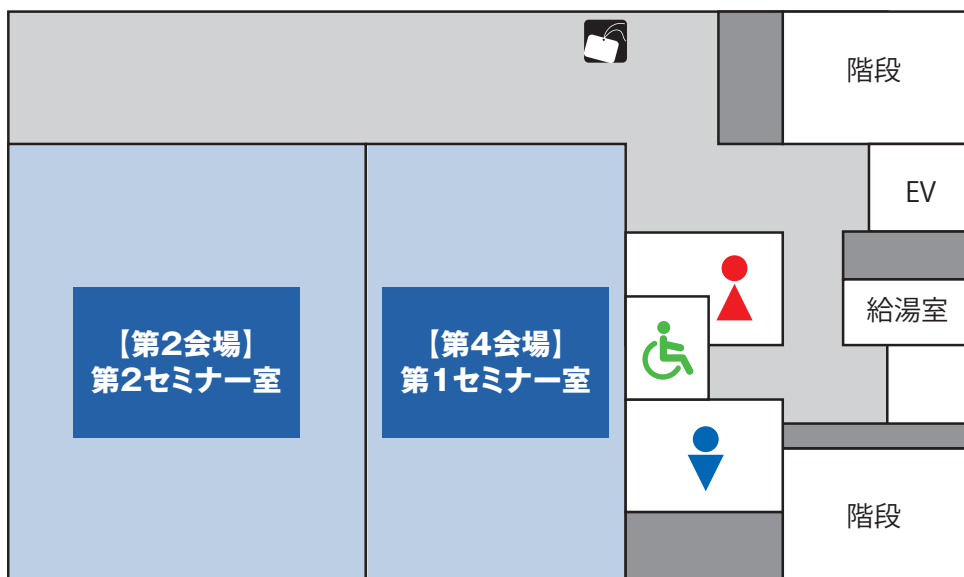 階段
EV
給湯室
【第2会場】
第2セミナー室
【第4会場】
第1セミナー室
階段